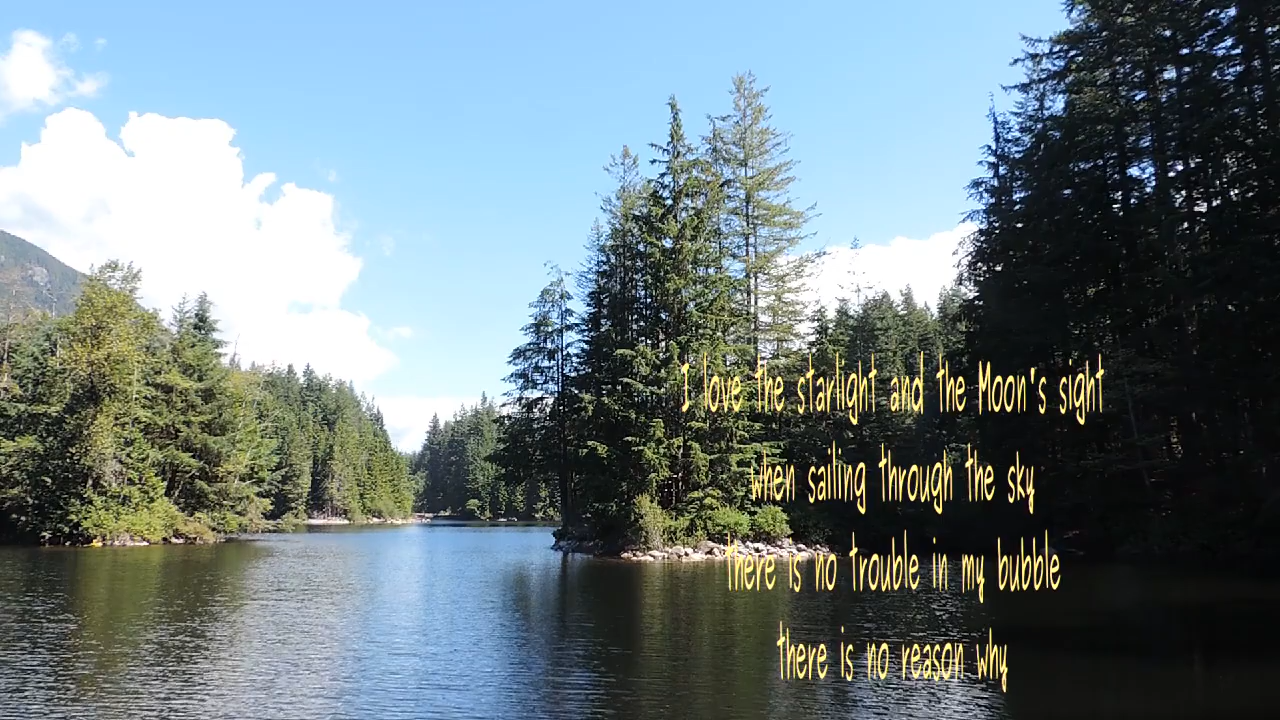 I love the starlight and the Moon's sight
when sailing through the sky
there is no trouble in my bubble
there is no reason why